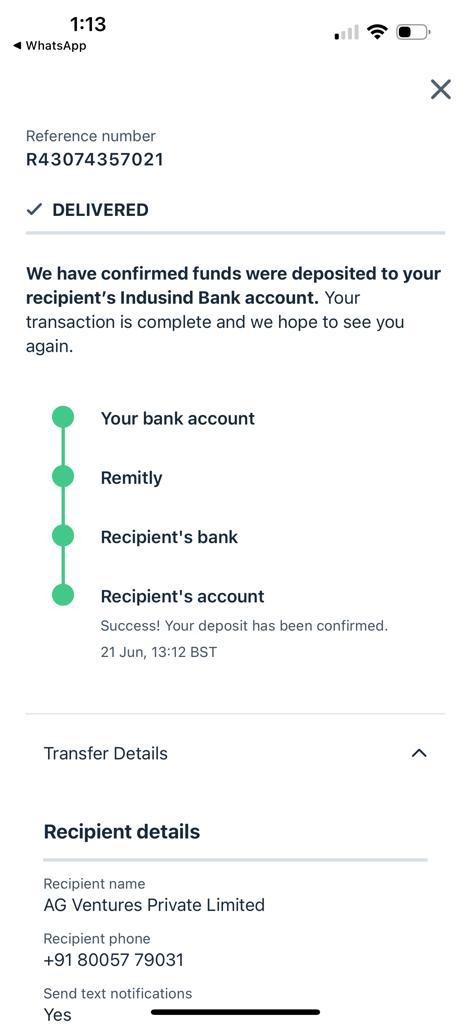 1:13
◀ WhatsApp
Reference number
R43074357021
✓ DELIVERED
We have confirmed funds were deposited to your
recipient’s Indusind Bank account. Your
transaction is complete and we hope to see you
again.
Your bank account
Remitly
Recipient's bank
Recipient's account
Success! Your deposit has been confirmed.
21 Jun, 13:12 BST
Transfer Details
Recipient details
Recipient name
AG Ventures Private Limited
Recipient phone
+91 80057 79031
Send text notifications
Yes